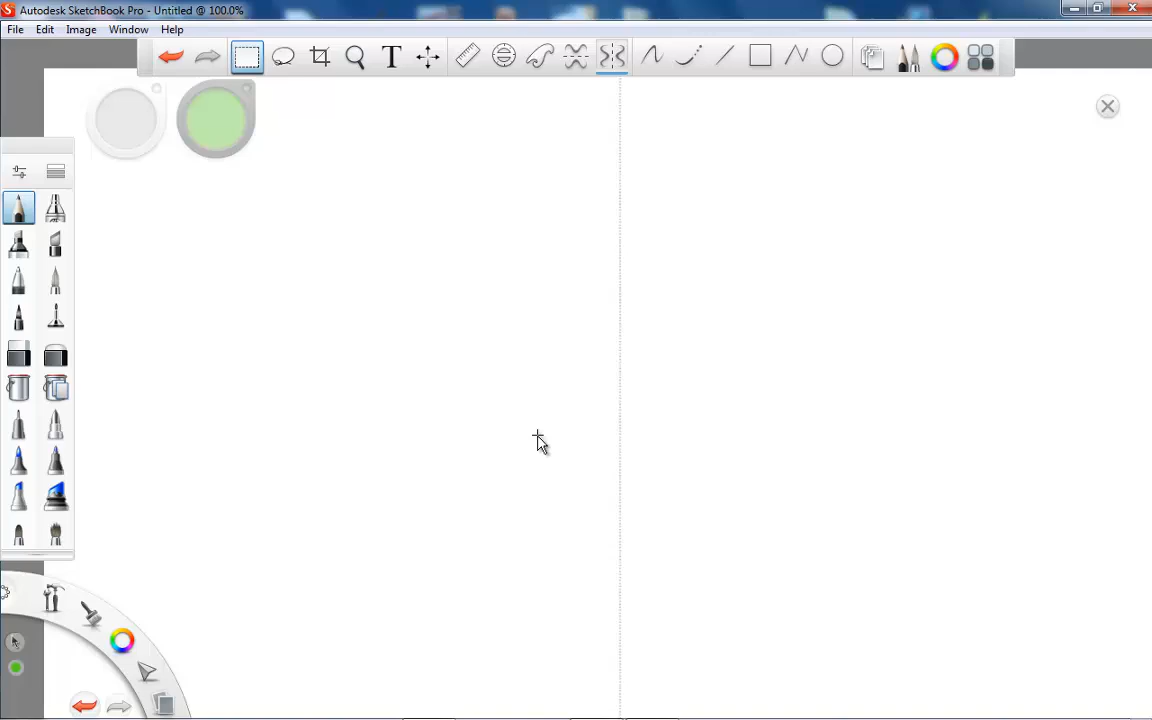 Autodesk SketchBook Pro - Untitled @ 100.0%
File Edit Image Window Help
T